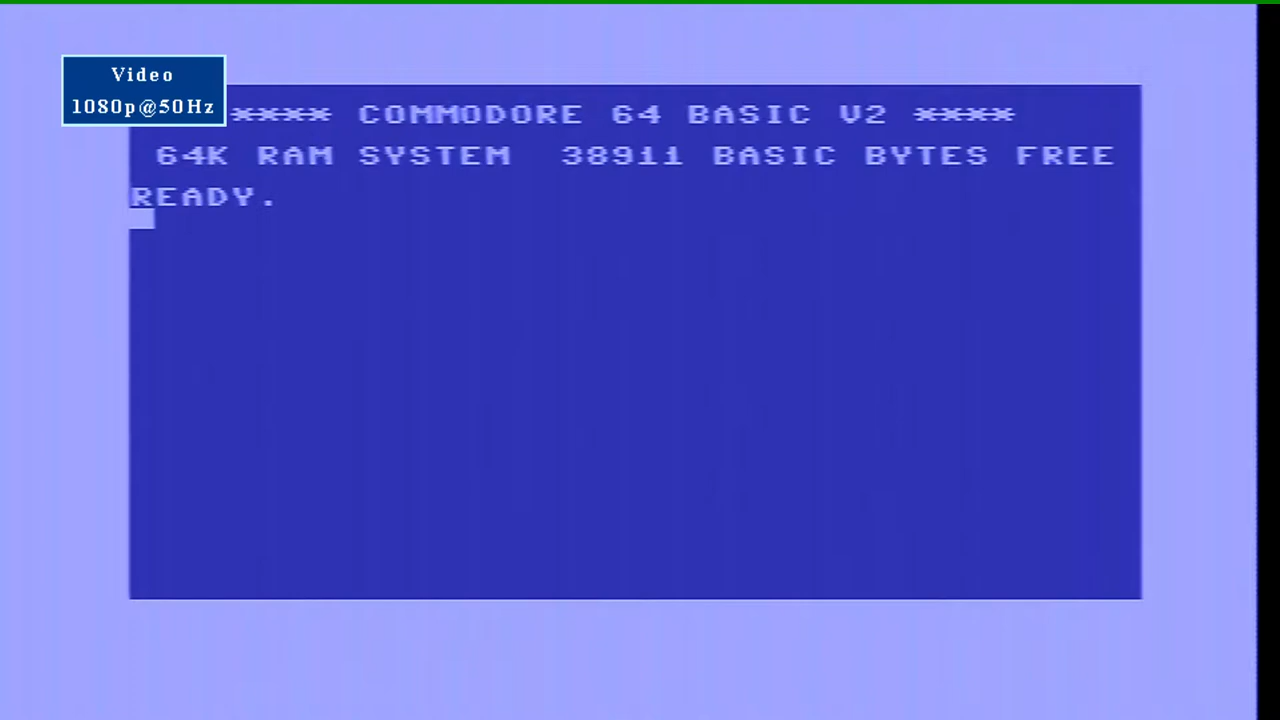 Video
1080p@50Hz
**** COMMODORE 64 BASIC V2 ****
64K RAM SYSTEM  38911 BASIC BYTES FREE
READY.